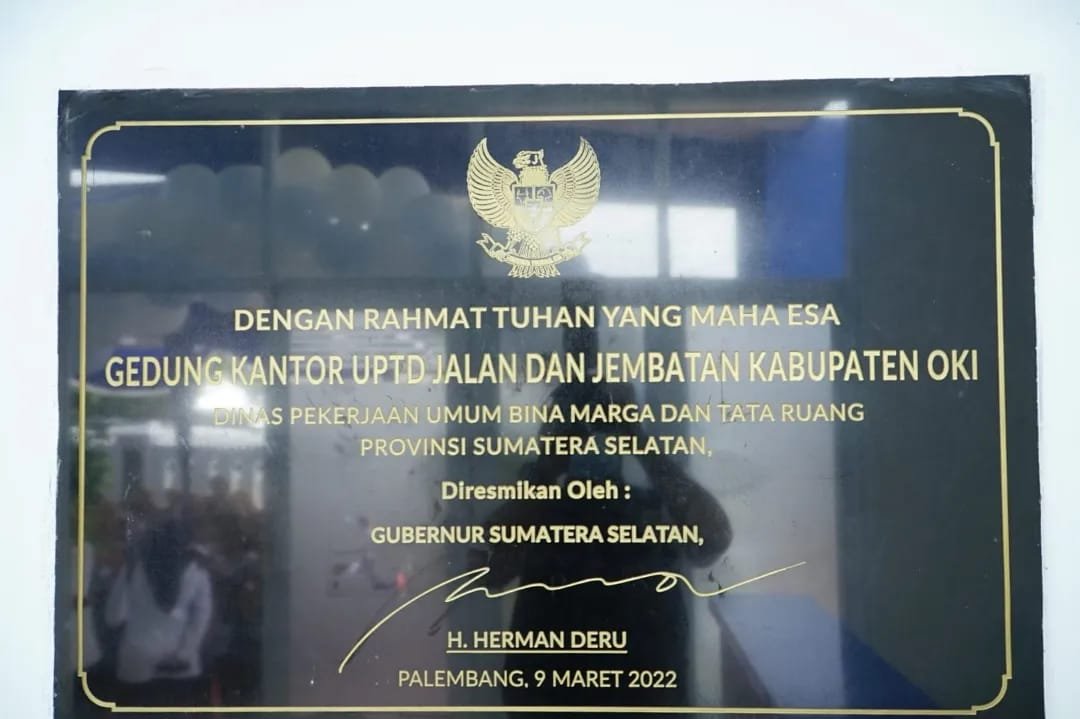 DENGAN RAHMAT TUHAN YANG MAHA ESA
GEDUNG KANTOR UPTD JALAN DAN JEMBATAN KABUPATEN OKI
DINAS PEKERJAAN UMUM BINA MARGA DAN TATA RUANG
PROVINSI SUMATERA SELATAN,
Diresmikan Oleh :
GUBERNUR SUMATERA SELATAN,
H. HERMAN DERU
PALEMBANG, 9 MARET 2022